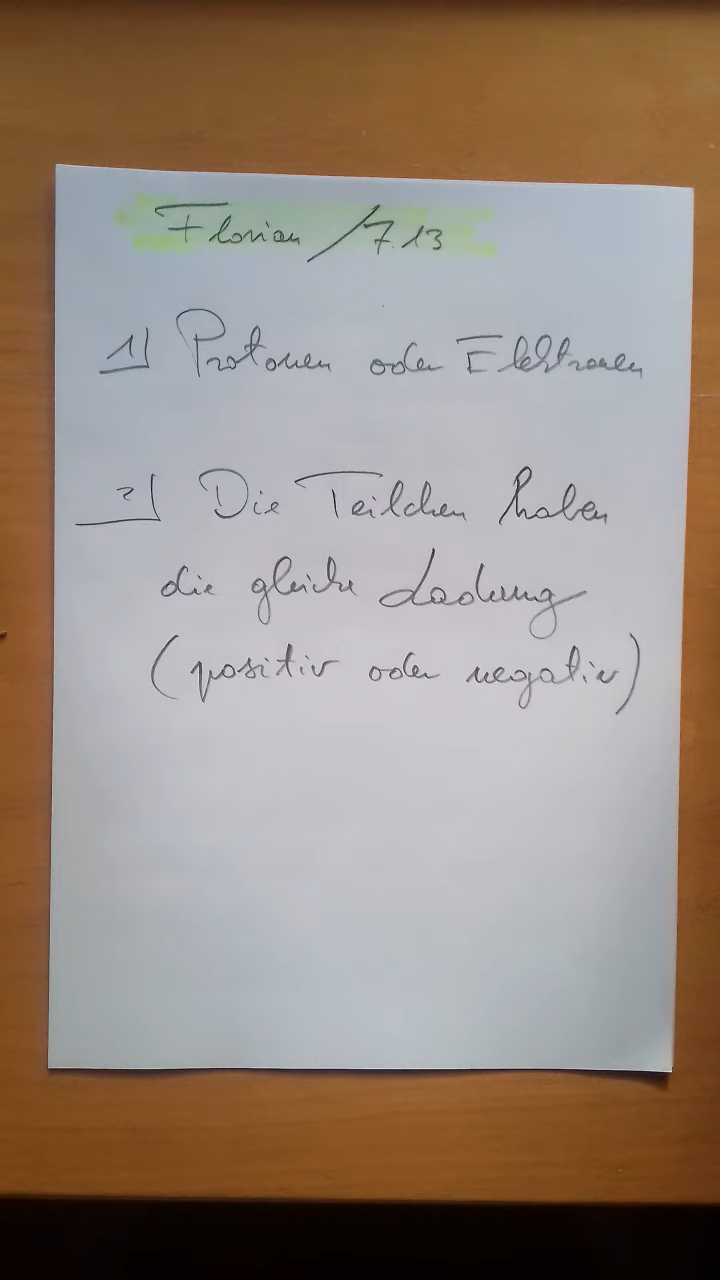 Florian / 7.13
1) Protonen oder Elektronen
2) Die Teilchen haben
die gleiche Ladung
(positiv oder negativ)